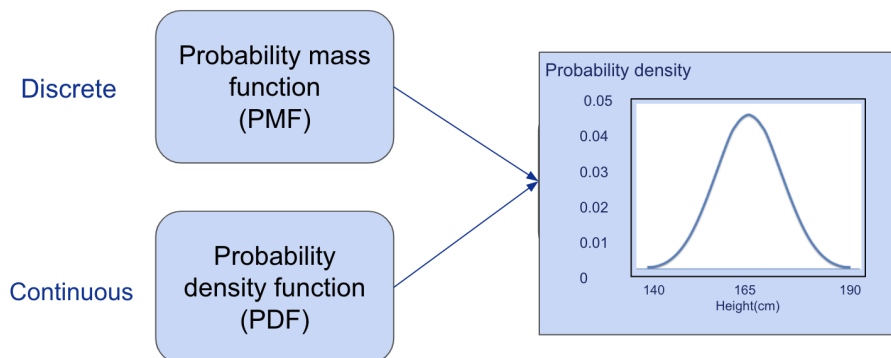 Discrete
Probability mass
function
(PMF)
Continuous
Probability
density function
(PDF)
Probability density
0.05
0.04
0.03
0.02
0.01
0
140
165
190
Height(cm)